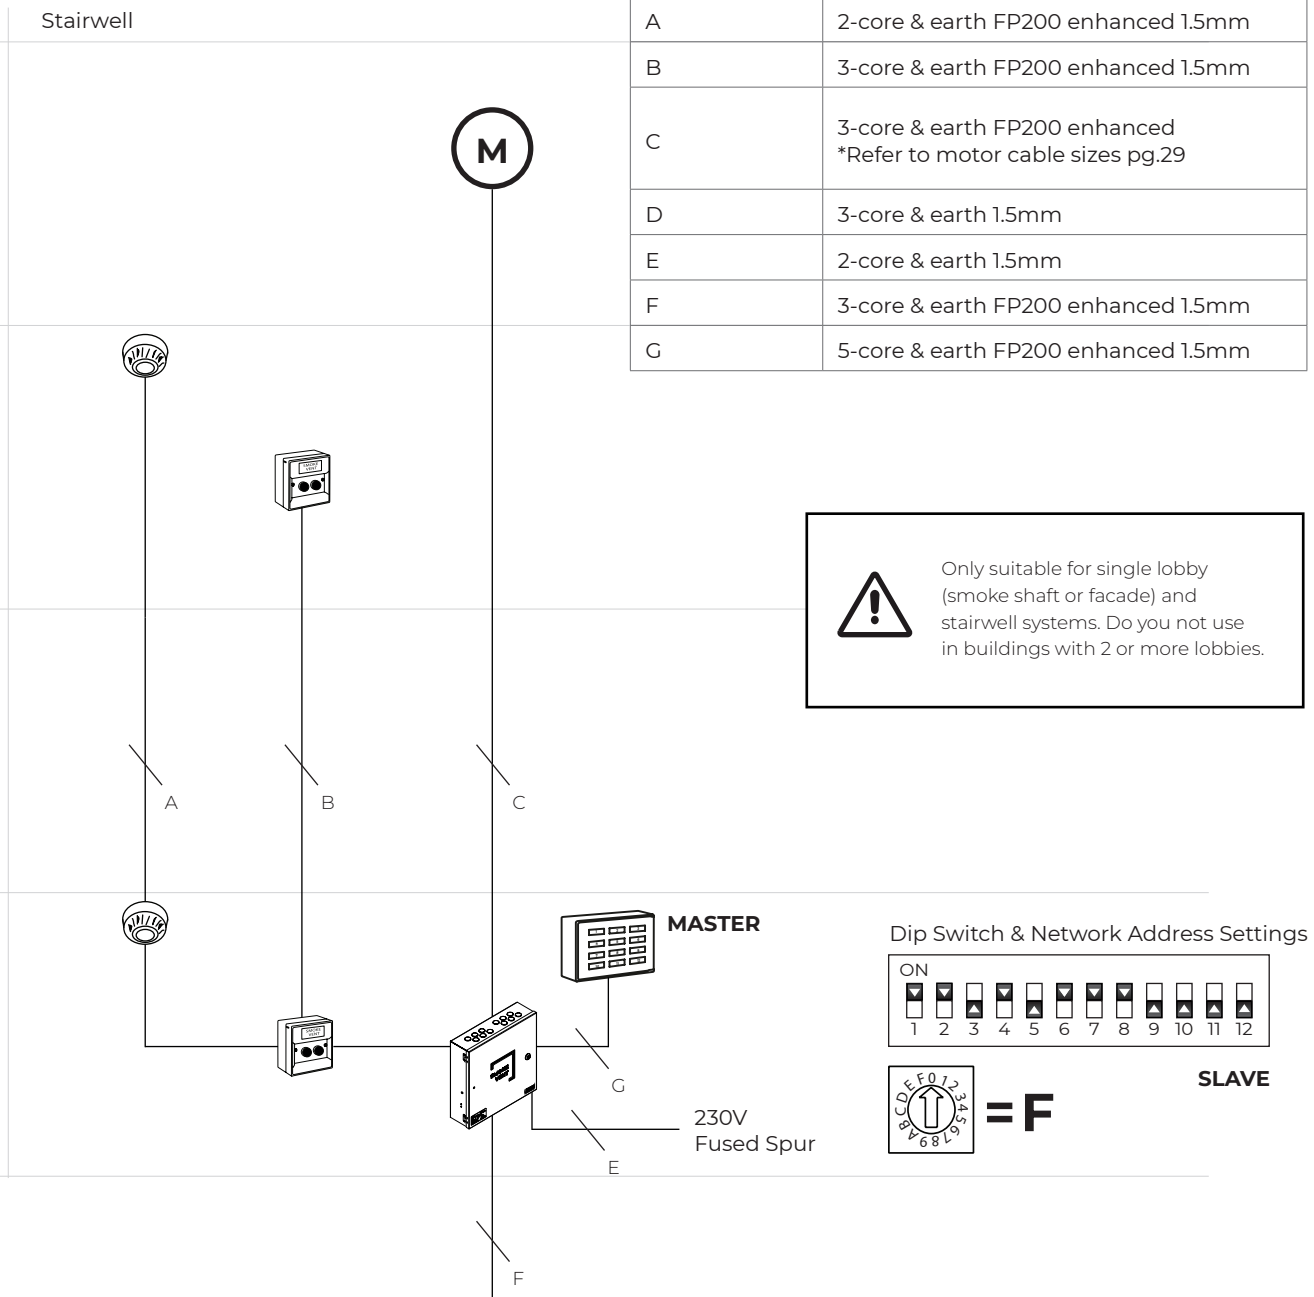 Stairwell
A 2-core & earth FP200 enhanced 1.5mm
B 3-core & earth FP200 enhanced 1.5mm
C 3-core & earth FP200 enhanced
*Refer to motor cable sizes pg.29
D 3-core & earth 1.5mm
E 2-core & earth 1.5mm
F 3-core & earth FP200 enhanced 1.5mm
G 5-core & earth FP200 enhanced 1.5mm
M
SMOKE
VENT
Only suitable for single lobby
(smoke shaft or facade) and
stairwell systems. Do you not use
in buildings with 2 or more lobbies.
A
B
C
MASTER
Dip Switch & Network Address Settings
ON
1 2 3 4 5 6 7 8 9 10 11 12
SMOKE
VENT
G
SLAVE
F0123456789ABCDE
= F
230V
Fused Spur
E
F